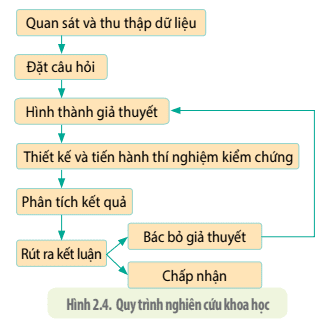 Quan sát và thu thập dữ liệu
Đặt câu hỏi
Hình thành giả thuyết
Thiết kế và tiến hành thí nghiệm kiểm chứng
Phân tích kết quả
Rút ra kết luận
Bác bỏ giả thuyết
Chấp nhận
Hình 2.4. Quy trình nghiên cứu khoa học